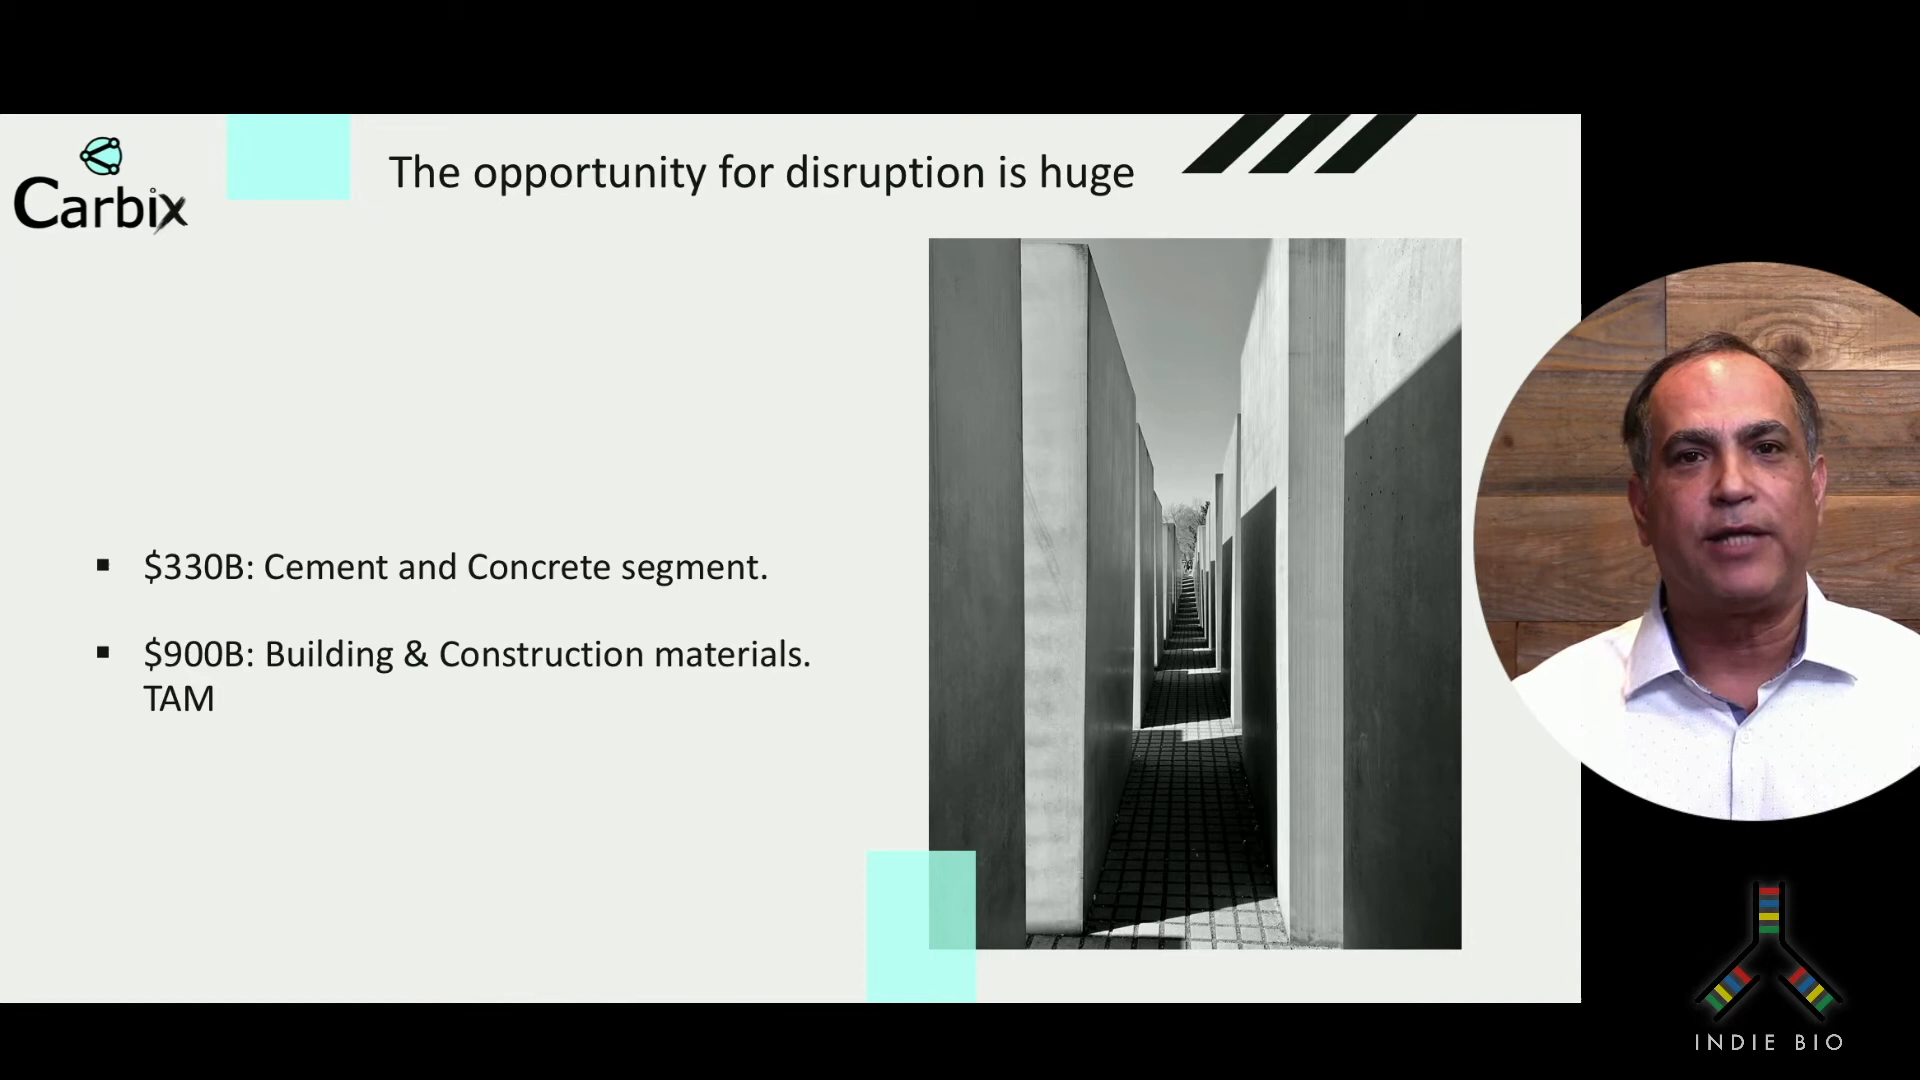 Carbix
The opportunity for disruption is huge
▪ $330B: Cement and Concrete segment.
▪ $900B: Building & Construction materials.
TAM
INDIE BIO